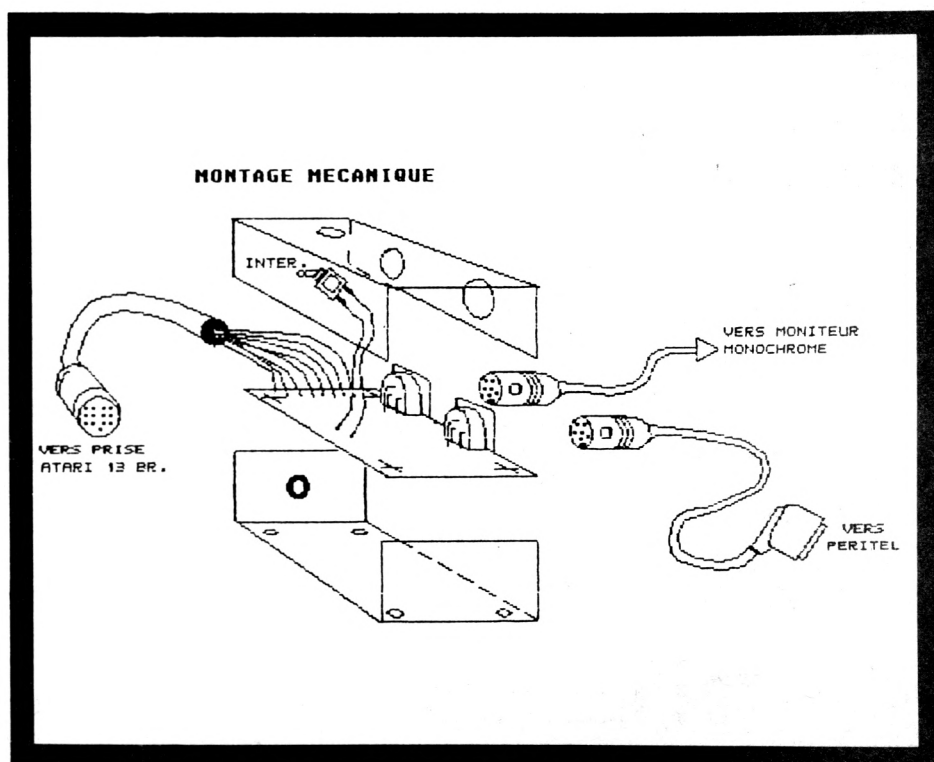 MONTAGE MECANIQUE
INTER.
VERS MONITEUR
MONOCHROME
VERS PRISE
ATARI 13 BR.
VERS
PERITEL